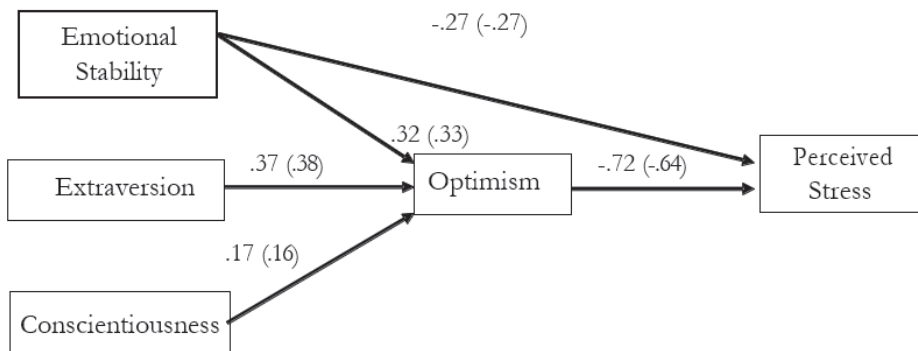 -.27 (-.27)
Emotional
Stability
.32 (.33)
.37 (.38)
-.72 (-.64)
Extraversion
Optimism
Perceived
Stress
.17 (.16)
Conscientiousness